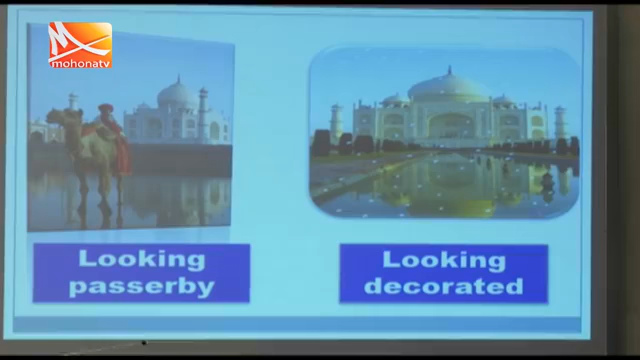 mohonatv
Looking
passerby
Looking
decorated